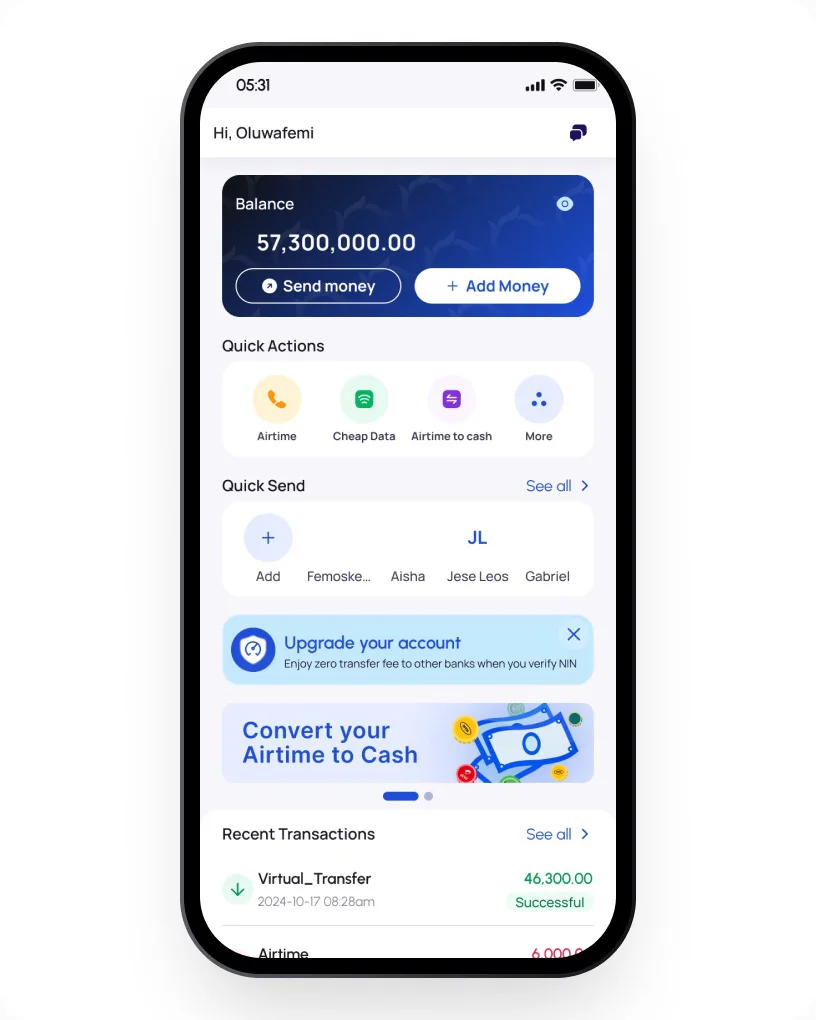 05:31
Hi, Oluwafemi
Balance
57,300,000.00
Send money
+ Add Money
Quick Actions
Airtime
Cheap Data
Airtime to cash
More
Quick Send
See all
JL
Add
Femoske...
Aisha
Jese Leos
Gabriel
Upgrade your account
Enjoy zero transfer fee to other banks when you verify NIN
Convert your
Airtime to Cash
Recent Transactions
See all
Virtual_Transfer
46,300.00
2024-10-17 08:28am
Successful
Airtime